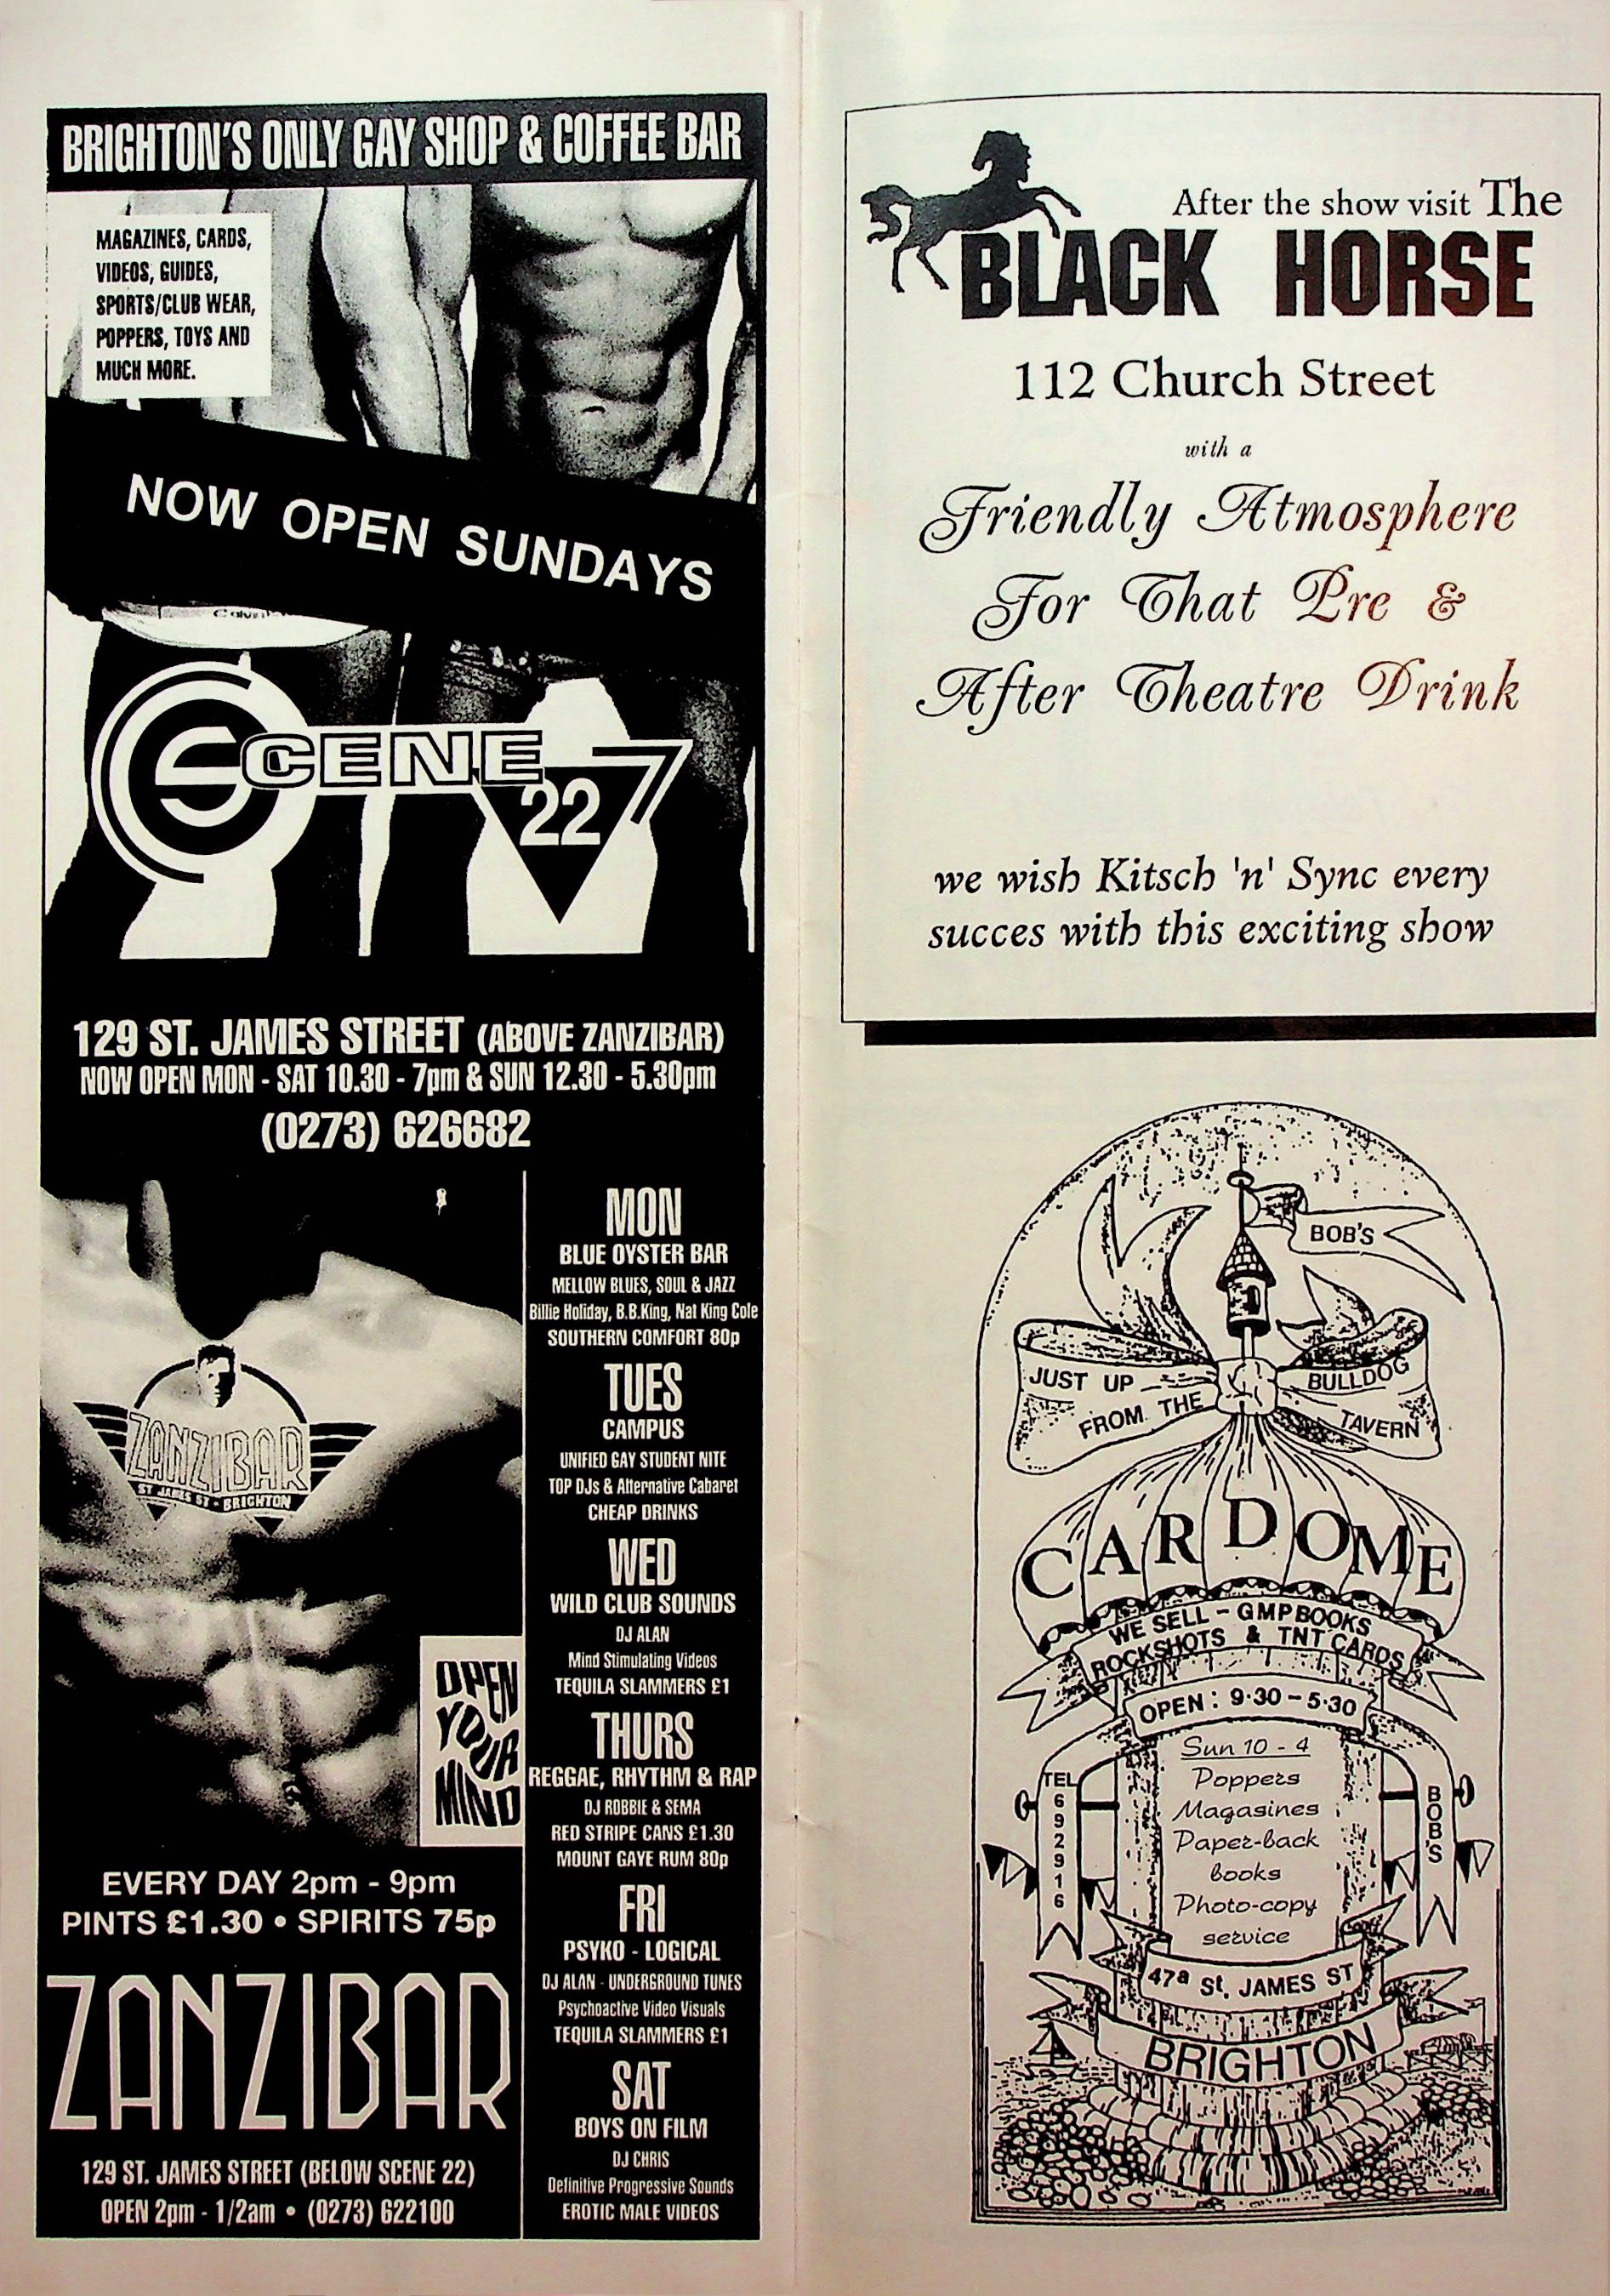 BRIGHTON'S ONLY GAY SHOP & COFFEE BAR
MAGAZINES, CARDS,
VIDEOS, GUIDES,
SPORTS/CLUB WEAR,
POPPERS, TOYS AND
MUCH MORE.
NOW OPEN SUNDAYS
SCENE
22
129 ST. JAMES STREET (ABOVE ZANZIBAR)
NOW OPEN MON - SAT 10.30 - 7pm & SUN 12.30 - 5.30pm
(0273) 626682
ZANZIBAR
ST JAMES ST - BRIGHTON
OPEN
YOUR
MIND
EVERY DAY 2pm - 9pm
PINTS £1.30 • SPIRITS 75p
ZANZIBAR
129 ST. JAMES STREET (BELOW SCENE 22)
OPEN 2pm - 1/2am • (0273) 622100
MON
BLUE OYSTER BAR
MELLOW BLUES, SOUL & JAZZ
Billie Holiday, B.B.King, Nat King Cole
SOUTHERN COMFORT 80p
TUES
CAMPUS
UNIFIED GAY STUDENT NITE
TOP DJs & Alternative Cabaret
CHEAP DRINKS
WED
WILD CLUB SOUNDS
DJ ALAN
Mind Stimulating Videos
TEQUILA SLAMMERS £1
THURS
REGGAE, RHYTHM & RAP
DJ ROBBIE & SEMA
RED STRIPE CANS £1.30
MOUNT GAYE RUM 80p
FRI
PSYKO - LOGICAL
DJ ALAN - UNDERGROUND TUNES
Psychoactive Video Visuals
TEQUILA SLAMMERS £1
SAT
BOYS ON FILM
DJ CHRIS
Definitive Progressive Sounds
EROTIC MALE VIDEOS
After the show visit The
BLACK HORSE
112 Church Street
with a
Friendly Atmosphere
For That Pre &
After Theatre Drink
we wish Kitsch 'n' Sync every
succes with this exciting show
BOB'S
JUST UP
FROM THE
BULLDOG
TAVERN
CARDOME
WE SELL - GMP BOOKS
ROCKSHOTS & TNT CARDS
OPEN : 9·30 - 5·30
Sun 10 - 4
Poppers
Magasines
Paper-back
books
Photo-copy
service
TEL 692916
BOB'S
47a St. JAMES ST
BRIGHTON